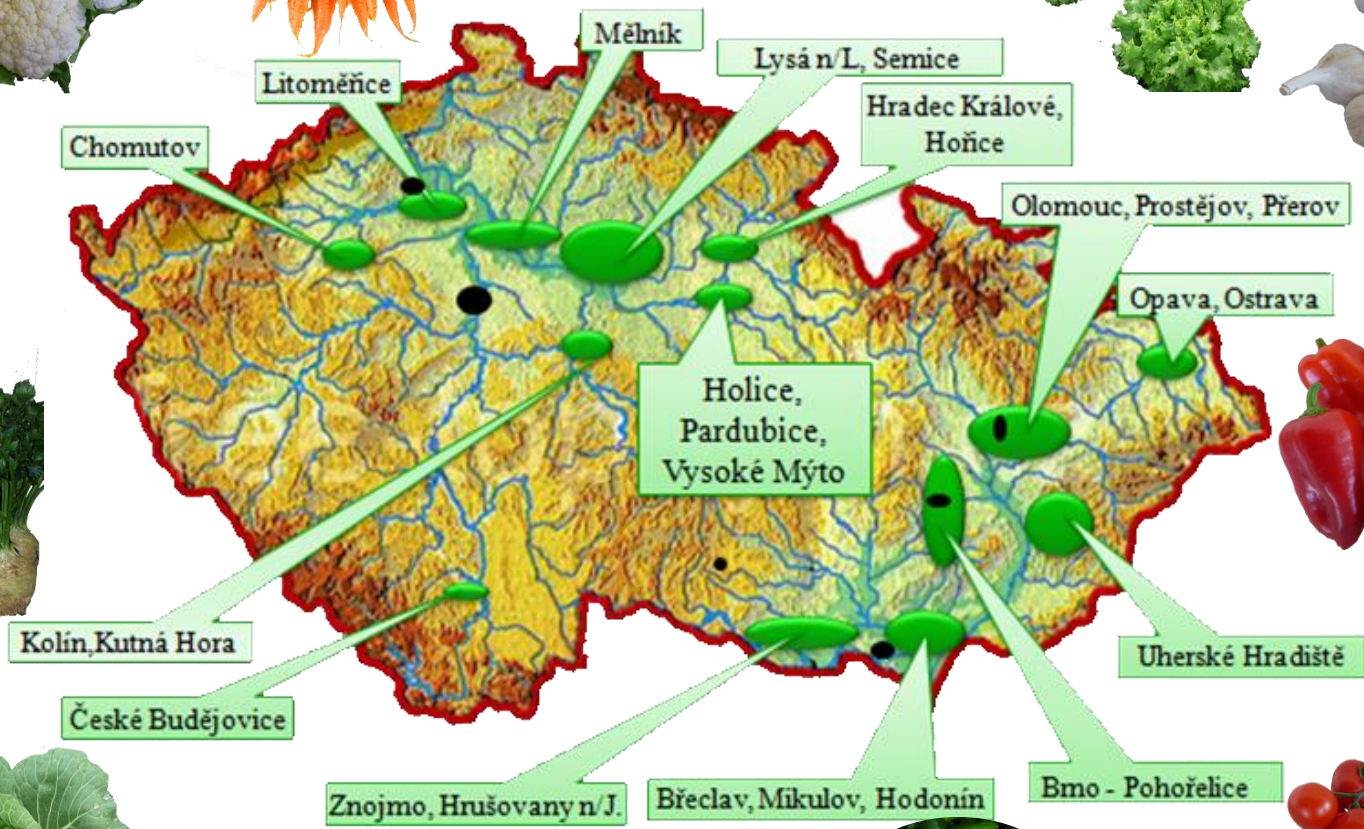 Mělník
Lysá n/L, Semice
Litoměřice
Hradec Králové,
Hořice
Chomutov
Olomouc, Prostějov, Přerov
Opava, Ostrava
Holice,
Pardubice,
Vysoké Mýto
Kolín,Kutná Hora
Uherské Hradiště
České Budějovice
Brno - Pohořelice
Znojmo, Hrušovany n/J.
Břeclav, Mikulov, Hodonín